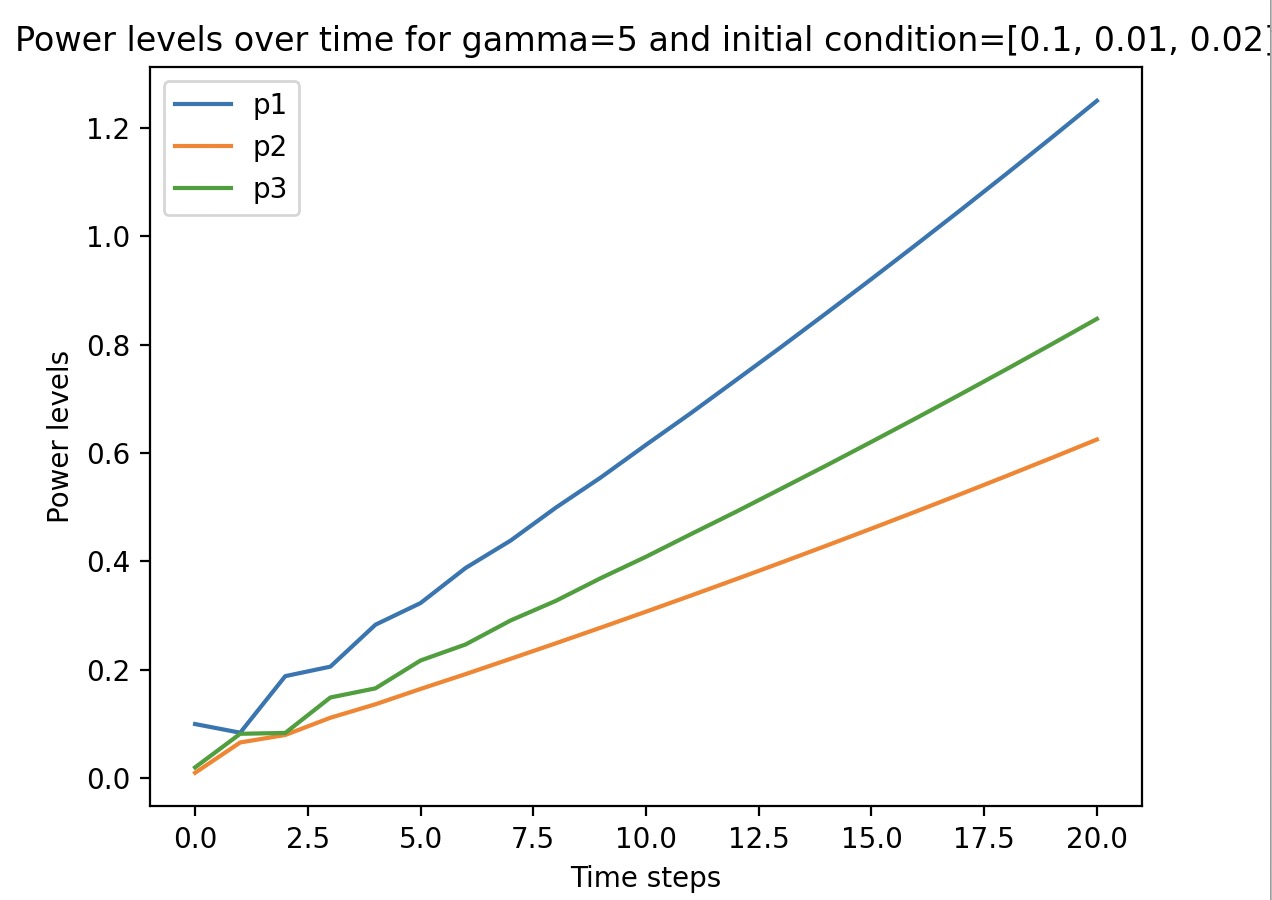 Power levels over time for gamma=5 and initial condition=[0.1, 0.01, 0.02]
p1
p2
p3
1.2
1.0
0.8
0.6
0.4
0.2
0.0
Power levels
0.0 2.5 5.0 7.5 10.0 12.5 15.0 17.5 20.0
Time steps